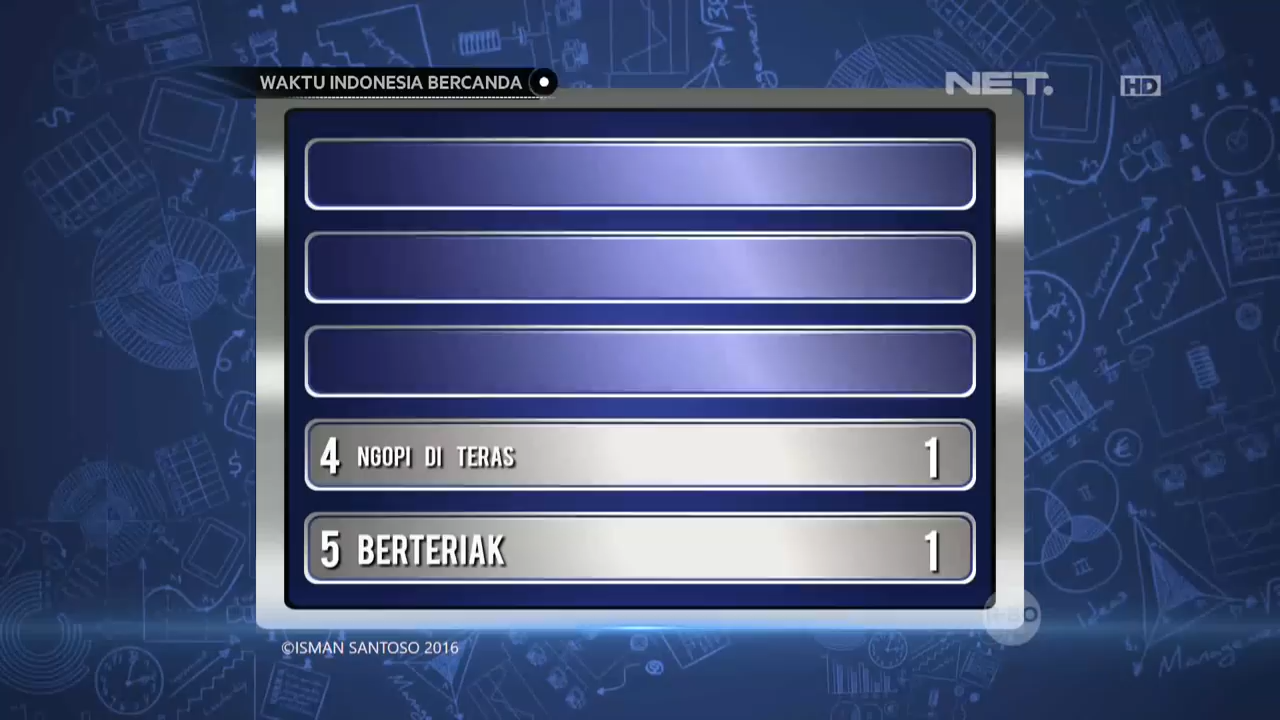 WAKTU INDONESIA BERCANDA
NET.
HD
4 NGOPI DI TERAS 1
5 BERTERIAK 1
©ISMAN SANTOSO 2016